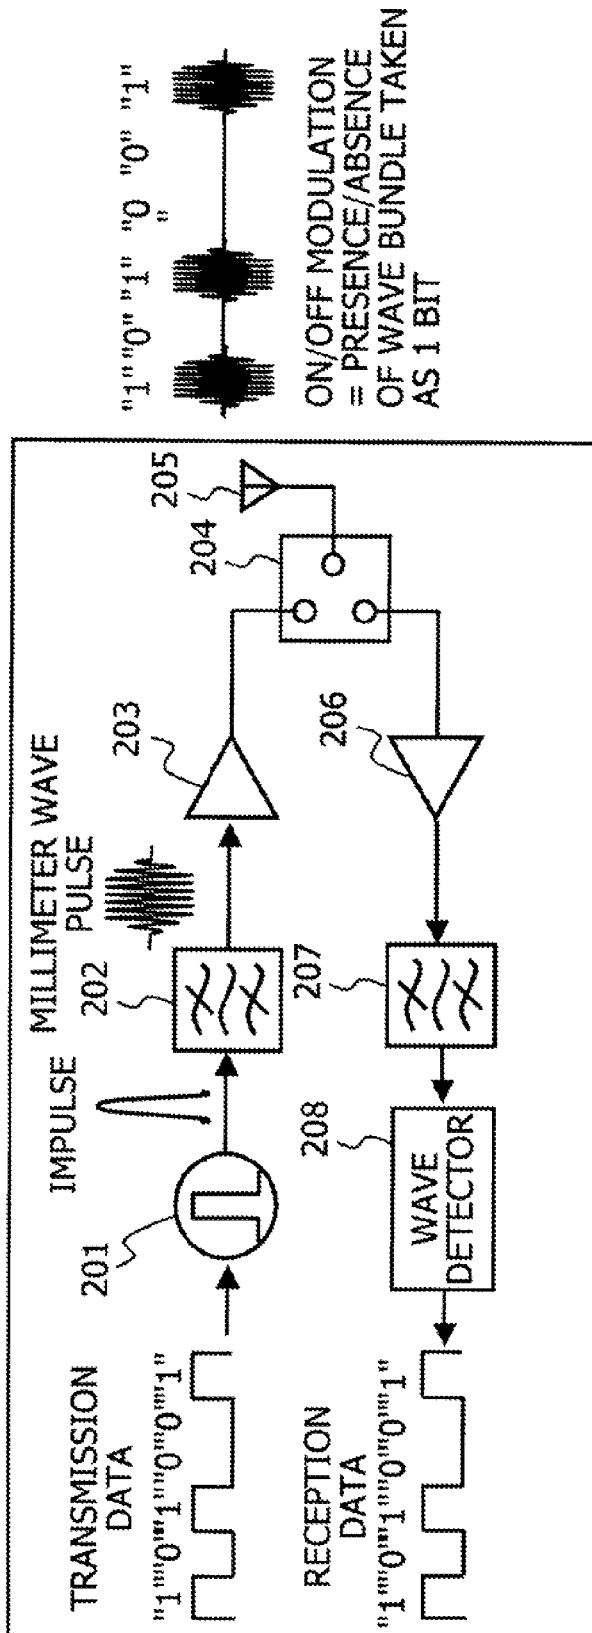 TRANSMISSION
DATA
"1""0""1""0""0""1"
201
IMPULSE
202
MILLIMETER WAVE
PULSE
203
204
205
RECEPTION
DATA
"1""0""1""0""0""1"
208
WAVE
DETECTOR
207
206
"1" "0" "1" "0" "0" "1"
ON/OFF MODULATION
= PRESENCE/ABSENCE
OF WAVE BUNDLE TAKEN
AS 1 BIT